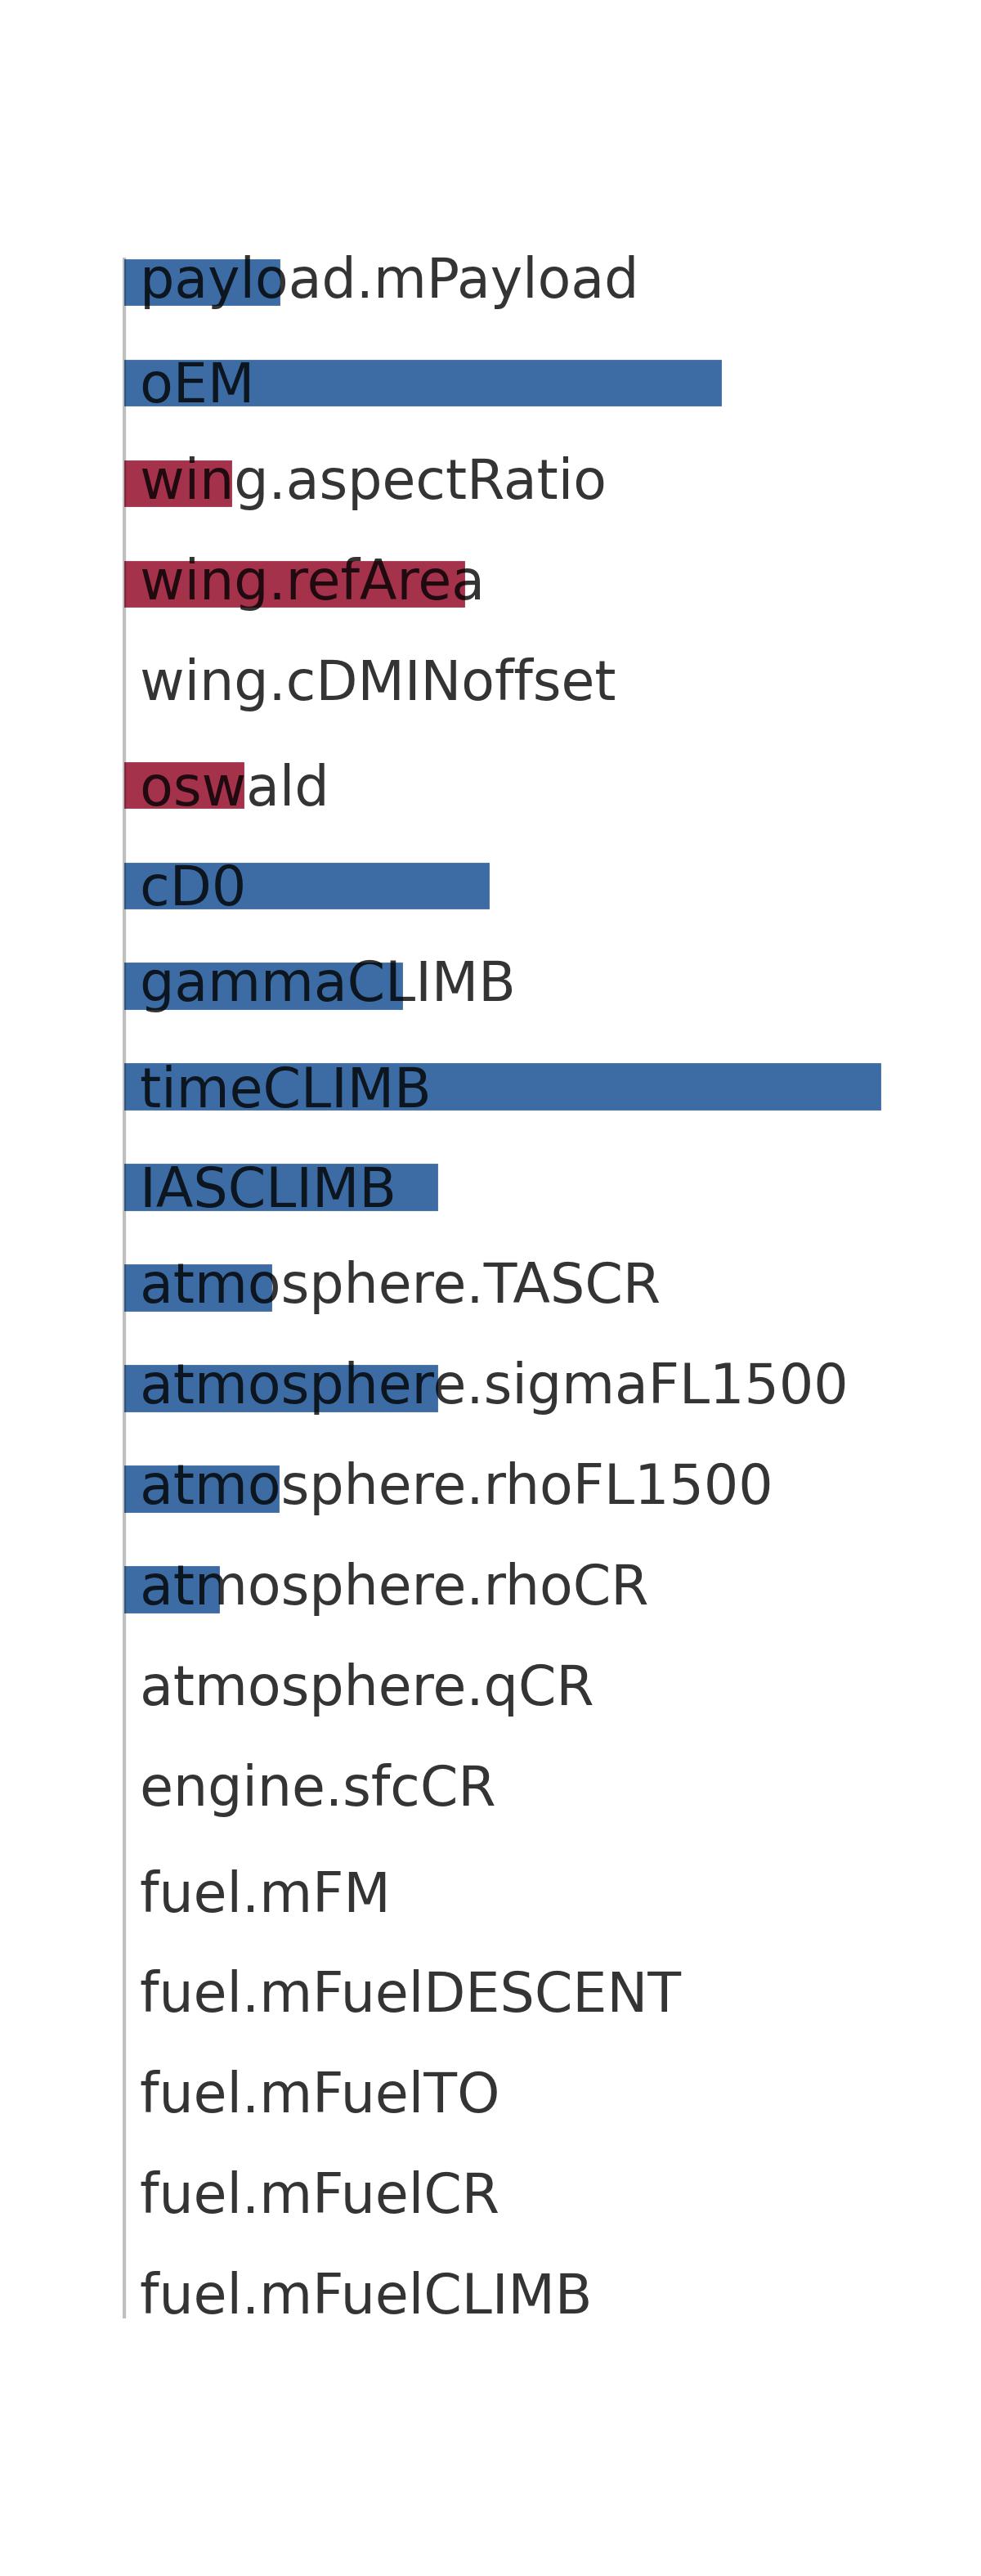 payload.mPayload
oEM
wing.aspectRatio
wing.refArea
wing.cDMINoffset
oswald
cD0
gammaCLIMB
timeCLIMB
IASCLIMB
atmosphere.TASCR
atmosphere.sigmaFL1500
atmosphere.rhoFL1500
atmosphere.rhoCR
atmosphere.qCR
engine.sfcCR
fuel.mFM
fuel.mFuelDESCENT
fuel.mFuelTO
fuel.mFuelCR
fuel.mFuelCLIMB